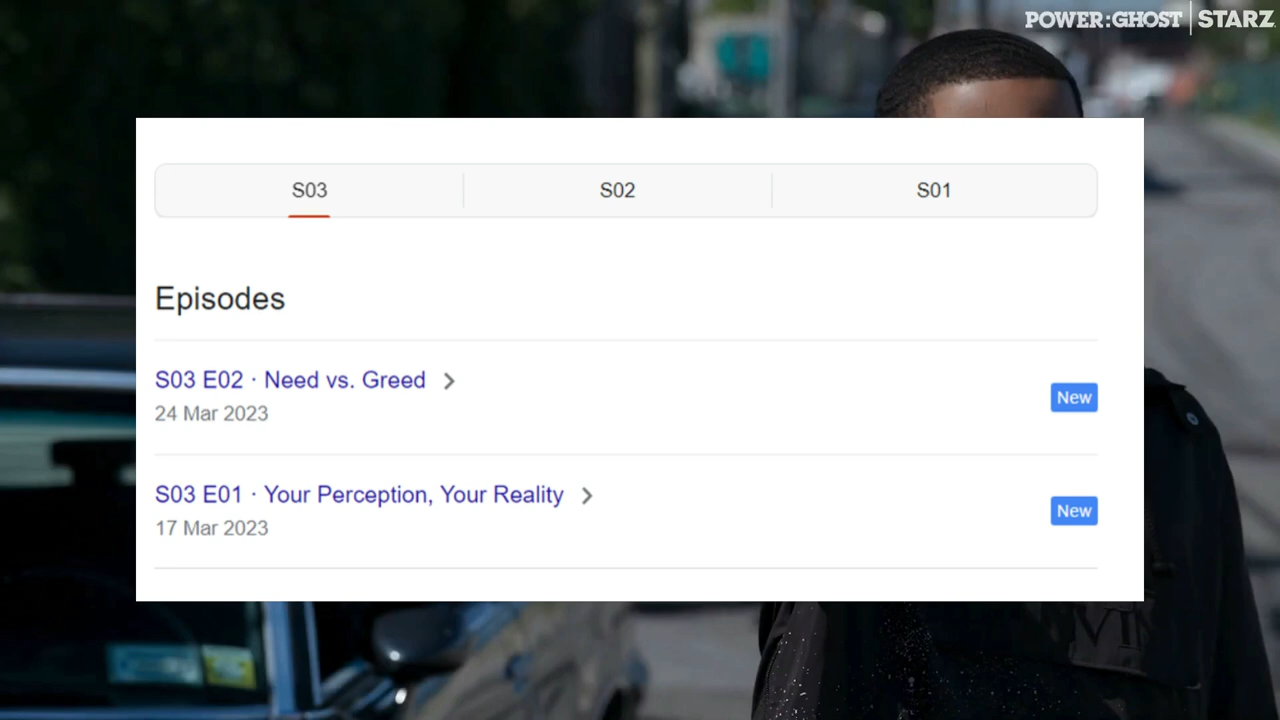 POWER:GHOST | STARZ
S03 S02 S01
Episodes
S03 E02 · Need vs. Greed
24 Mar 2023
New
S03 E01 · Your Perception, Your Reality
17 Mar 2023
New